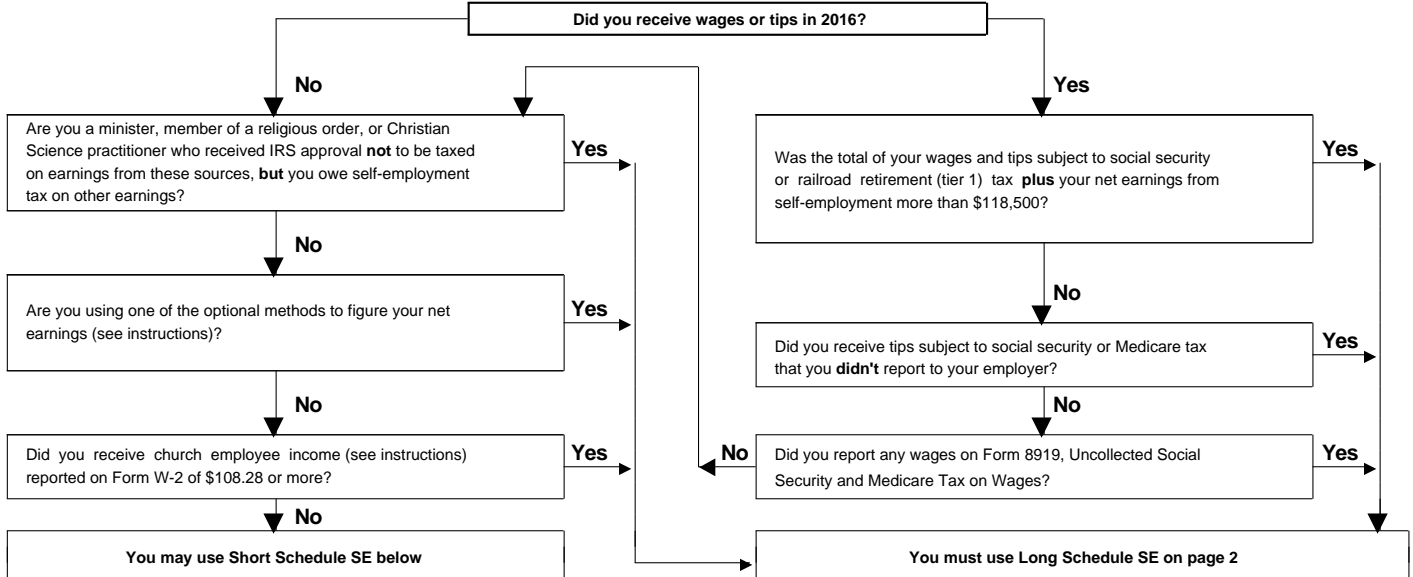 Did you receive wages or tips in 2016?
No
Yes
Are you a minister, member of a religious order, or Christian
Science practitioner who received IRS approval not to be taxed
on earnings from these sources, but you owe self-employment
tax on other earnings?
Yes
Was the total of your wages and tips subject to social security
or railroad retirement (tier 1) tax plus your net earnings from
self-employment more than $118,500?
Yes
No
No
Are you using one of the optional methods to figure your net
earnings (see instructions)?
Yes
Did you receive tips subject to social security or Medicare tax
that you didn't report to your employer?
Yes
No
No
Did you receive church employee income (see instructions)
reported on Form W-2 of $108.28 or more?
Yes
No
Did you report any wages on Form 8919, Uncollected Social
Security and Medicare Tax on Wages?
Yes
No
You may use Short Schedule SE below
You must use Long Schedule SE on page 2